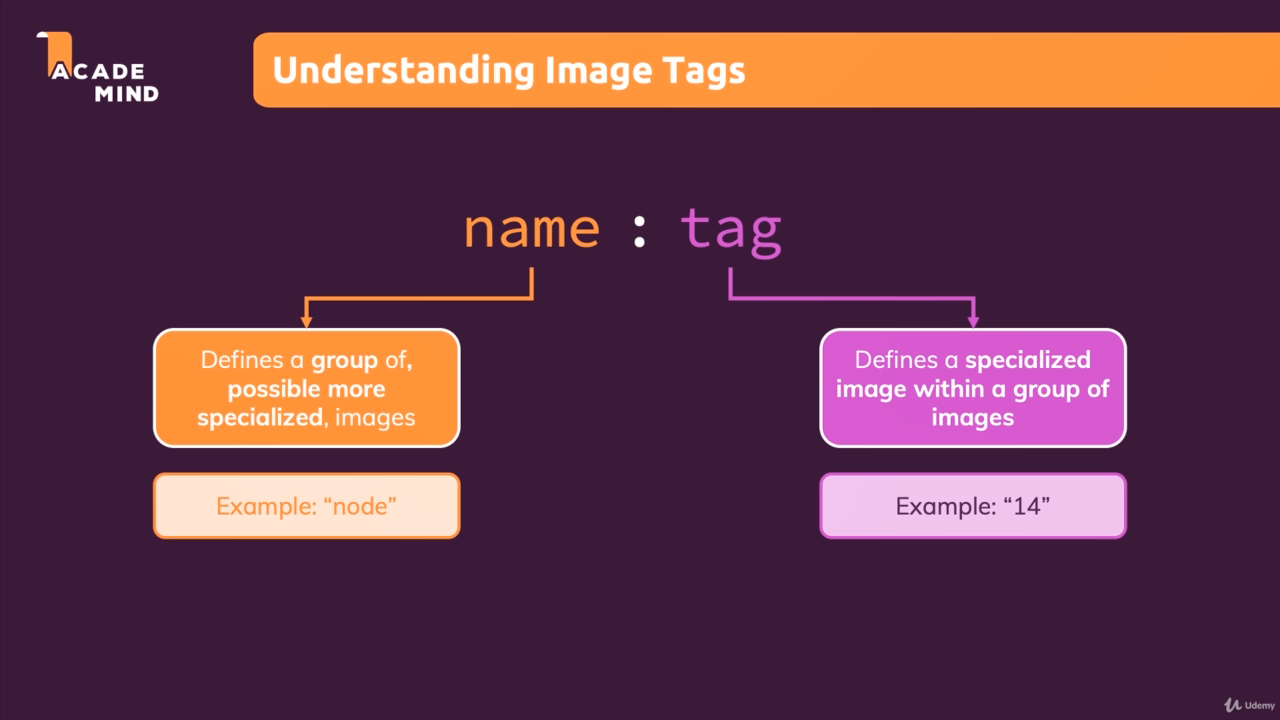 ACADE
MIND
Understanding Image Tags
name : tag
Defines a group of,
possible more
specialized, images
Example: “node”
Defines a specialized
image within a group of
images
Example: “14”
Udemy